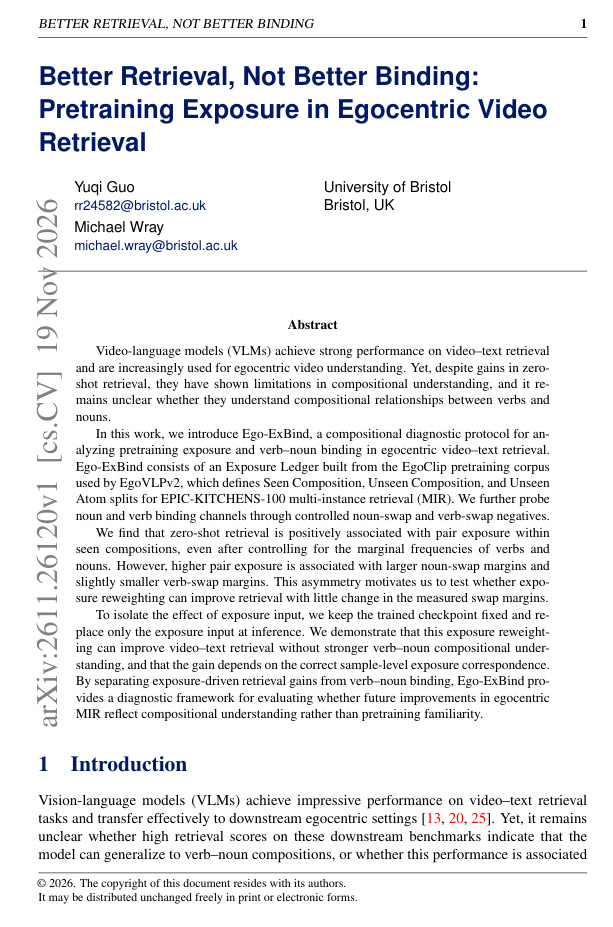 BETTER RETRIEVAL, NOT BETTER BINDING 1
Better Retrieval, Not Better Binding:
Pretraining Exposure in Egocentric Video
Retrieval
Yuqi Guo
rr24582@bristol.ac.uk
Michael Wray
michael.wray@bristol.ac.uk
University of Bristol
Bristol, UK
arXiv:2611.26120v1 [cs.CV] 19 Nov 2026
Abstract
Video-language models (VLMs) achieve strong performance on video–text retrieval
and are increasingly used for egocentric video understanding. Yet, despite gains in zero-
shot retrieval, they have shown limitations in compositional understanding, and it re-
mains unclear whether they understand compositional relationships between verbs and
nouns.
In this work, we introduce Ego-ExBind, a compositional diagnostic protocol for an-
alyzing pretraining exposure and verb–noun binding in egocentric video–text retrieval.
Ego-ExBind consists of an Exposure Ledger built from the EgoClip pretraining corpus
used by EgoVLPv2, which defines Seen Composition, Unseen Composition, and Unseen
Atom splits for EPIC-KITCHENS-100 multi-instance retrieval (MIR). We further probe
noun and verb binding channels through controlled noun-swap and verb-swap negatives.
We find that zero-shot retrieval is positively associated with pair exposure within
seen compositions, even after controlling for the marginal frequencies of verbs and
nouns. However, higher pair exposure is associated with larger noun-swap margins and
slightly smaller verb-swap margins. This asymmetry motivates us to test whether expo-
sure reweighting can improve retrieval with little change in the measured swap margins.
To isolate the effect of exposure input, we keep the trained checkpoint fixed and re-
place only the exposure input at inference. We demonstrate that this exposure reweight-
ing can improve video–text retrieval without stronger verb–noun compositional under-
standing, and that the gain depends on the correct sample-level exposure correspondence.
By separating exposure-driven retrieval gains from verb–noun binding, Ego-ExBind pro-
vides a diagnostic framework for evaluating whether future improvements in egocentric
MIR reflect compositional understanding rather than pretraining familiarity.
1 Introduction
Vision-language models (VLMs) achieve impressive performance on video–text retrieval
tasks and transfer effectively to downstream egocentric settings [13, 20, 25]. Yet, it remains
unclear whether high retrieval scores on these downstream benchmarks indicate that the
model can generalize to verb–noun compositions, or whether this performance is associated
© 2026. The copyright of this document resides with its authors.
It may be distributed unchanged freely in print or electronic forms.